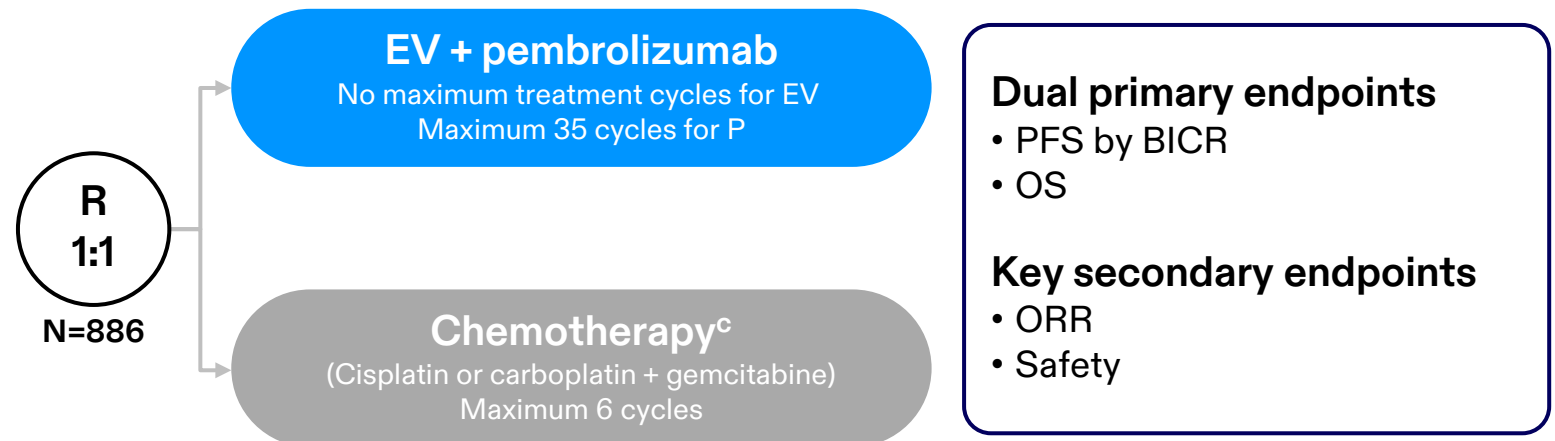 R
1:1
N=886
EV + pembrolizumab
No maximum treatment cycles for EV
Maximum 35 cycles for P
Chemotherapyᶜ
(Cisplatin or carboplatin + gemcitabine)
Maximum 6 cycles
Dual primary endpoints
• PFS by BICR
• OS
Key secondary endpoints
• ORR
• Safety